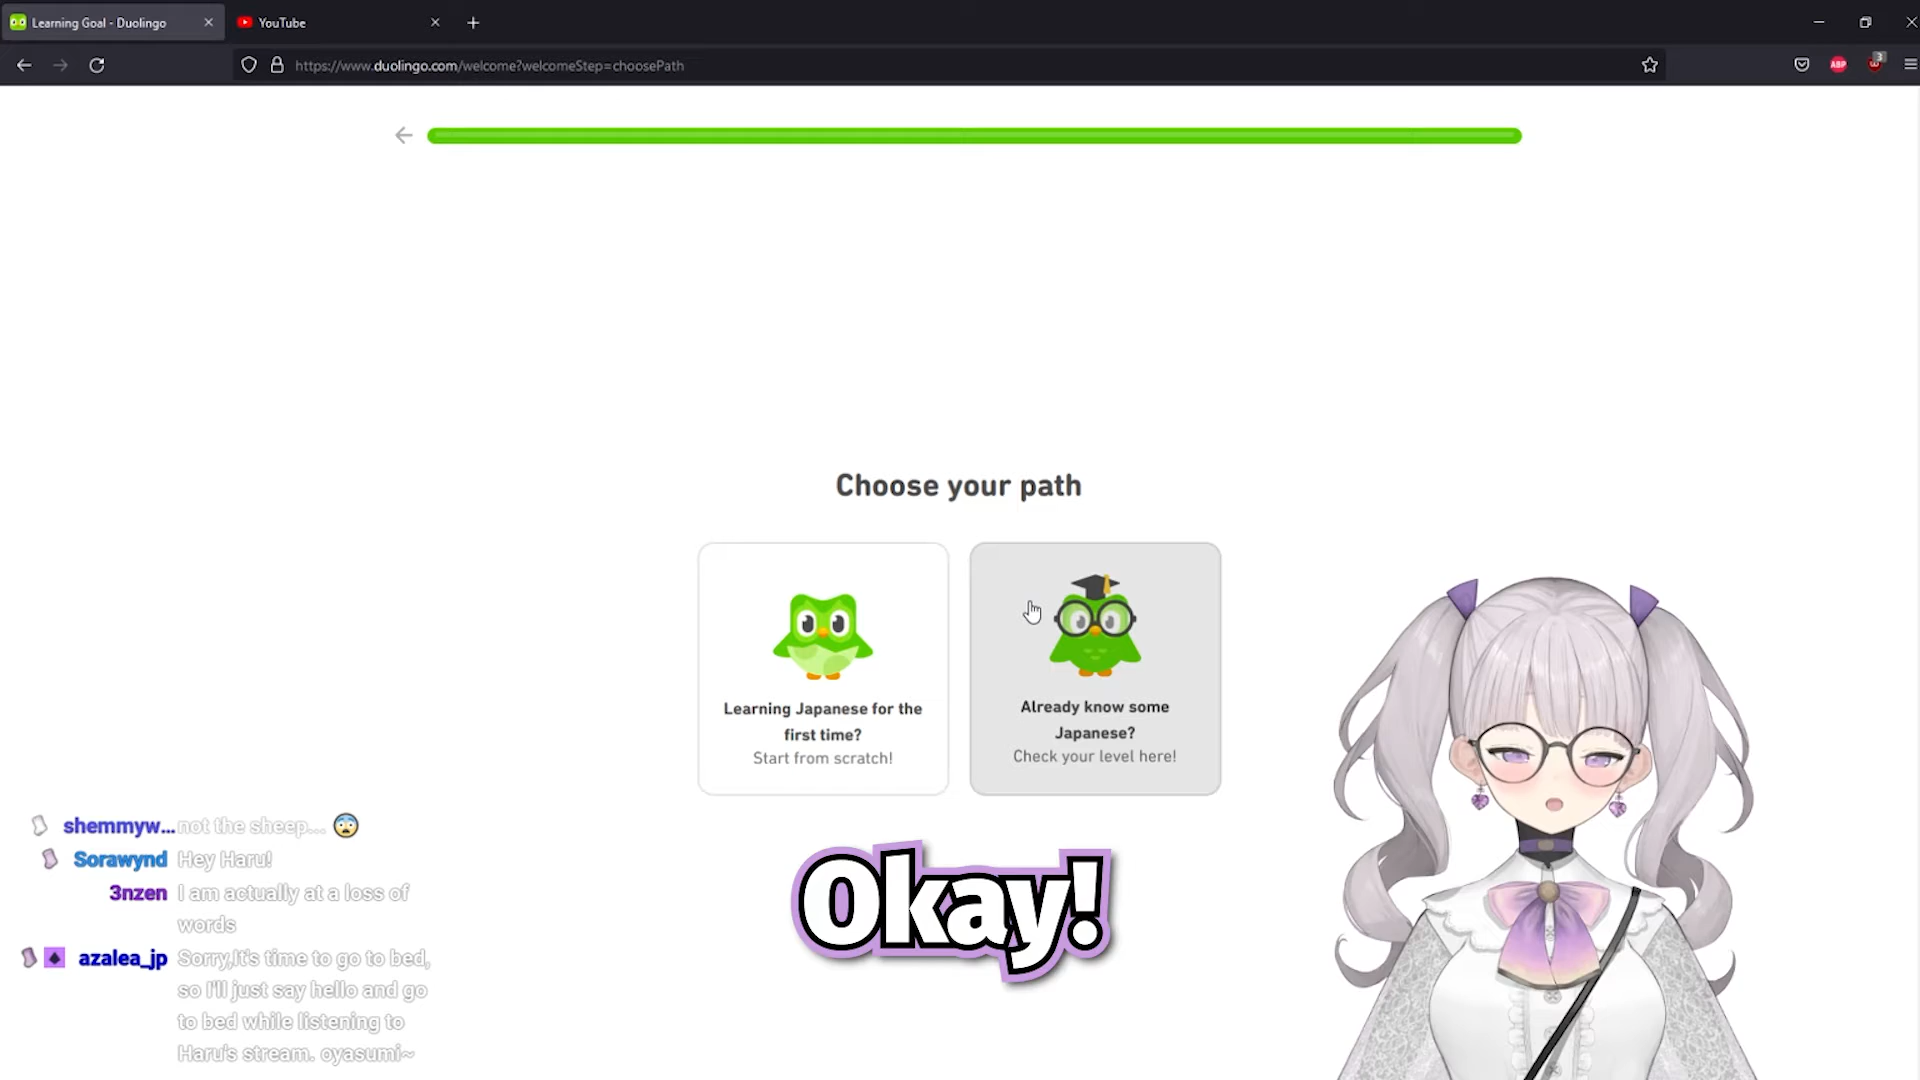 Learning Goal - Duolingo
YouTube
https://www.duolingo.com/welcome?welcomeStep=choosePath
ABP
3
Choose your path
Learning Japanese for the
first time?
Start from scratch!
Already know some
Japanese?
Check your level here!
Okay!
shemmyw... not the sheep...
Sorawynd Hey Haru!
3nzen I am actually at a loss of
words
azalea_jp Sorry,It's time to go to bed,
so I'll just say hello and go
to bed while listening to
Haru's stream. oyasumi~